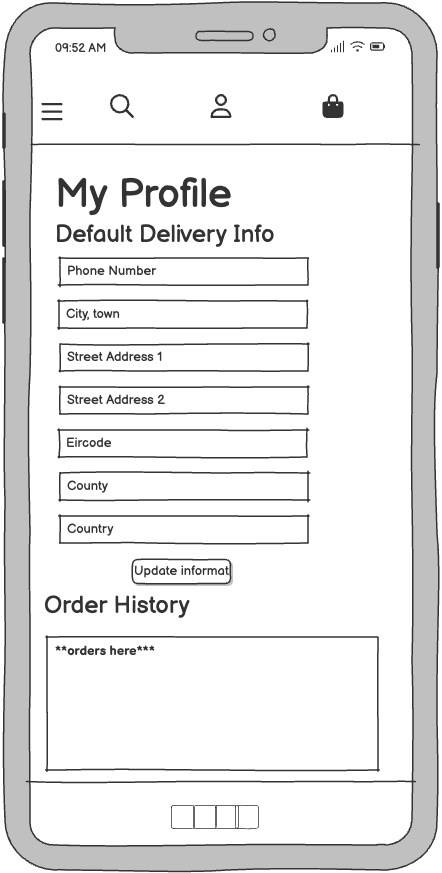 09:52 AM
My Profile
Default Delivery Info
Phone Number
City, town
Street Address 1
Street Address 2
Eircode
County
Country
Update informat
Order History
**orders here***